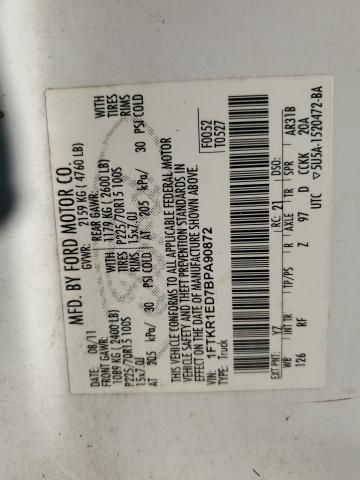 MFD. BY FORD MOTOR CO.
08/11 GVWR: 2159 KG ( 4760 LB)
FRONT GAWR: REAR GAWR: WITH
1089 KG ( 2400 LB) 1179 KG ( 2600 LB) TIRES
P225/70R15 100S P225/70R15 100S RIMS
15x7.0J 15x7.0J
AT 205 kPa/ 30 PSI COLD AT 205 kPa/ 30 PSI COLD
THIS VEHICLE CONFORMS TO ALL APPLICABLE FEDERAL MOTOR
VEHICLE SAFETY AND THEFT PREVENTION STANDARDS IN
EFFECT ON THE DATE OF MANUFACTURE SHOWN ABOVE.
VIN: 1FTKR1ED7BPA90872 F0052
TYPE: Truck T0527
EXT PNT: YZ RC: 21 DSO:
WB INT TR TP/PS R AXLE TR SPR AR31B
126 RF Z 97 D CCKK 20A
UTC 5U5A-1520472-BA